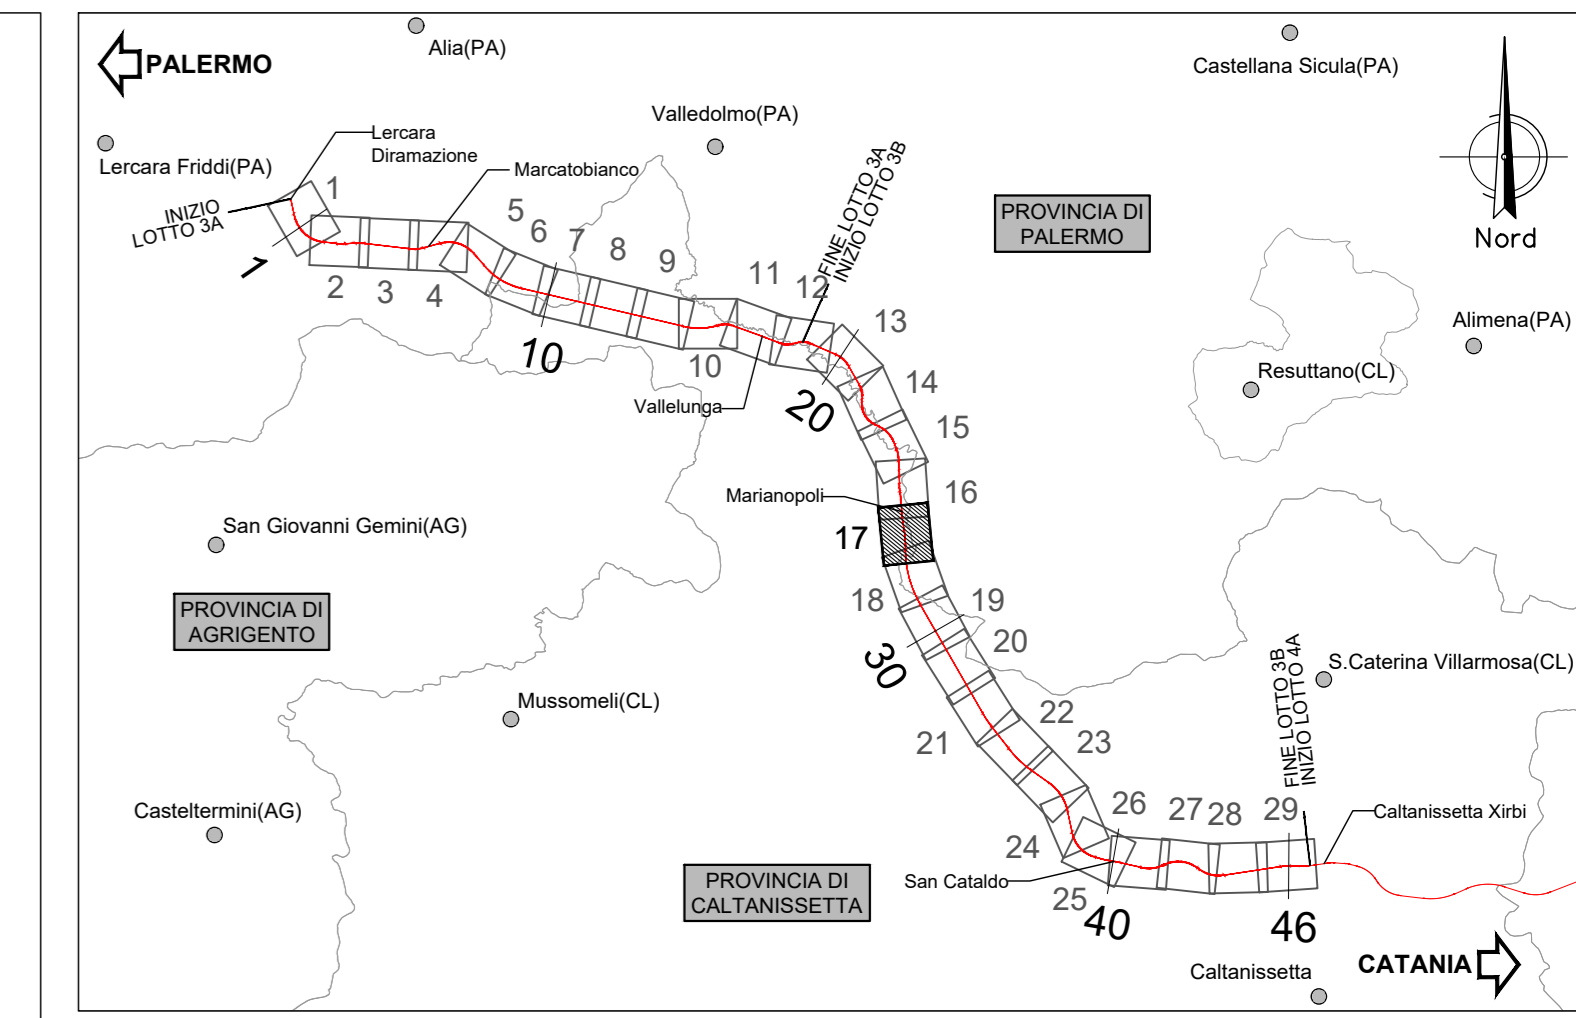 PALERMO
Alia(PA)
Castellana Sicula(PA)
Valledolmo(PA)
Lercara Friddi(PA)
Lercara
Diramazione
Marcatobianco
INIZIO
LOTTO 3A
1
1
2
3
4
5
6
7
8
9
10
10
11
12
FINE LOTTO 3A
INIZIO LOTTO 3B
PROVINCIA DI
PALERMO
Nord
13
Alimena(PA)
Resuttano(CL)
Vallelunga
20
14
15
16
Marianopoli
17
San Giovanni Gemini(AG)
PROVINCIA DI
AGRIGENTO
18
19
20
30
Mussomeli(CL)
S.Caterina Villarmosa(CL)
FINE LOTTO 3B
INIZIO LOTTO 4A
21
22
23
Casteltermini(AG)
24
25
26
27
28
29
Caltanissetta Xirbi
San Cataldo
PROVINCIA DI
CALTANISSETTA
40
46
CATANIA
Caltanissetta